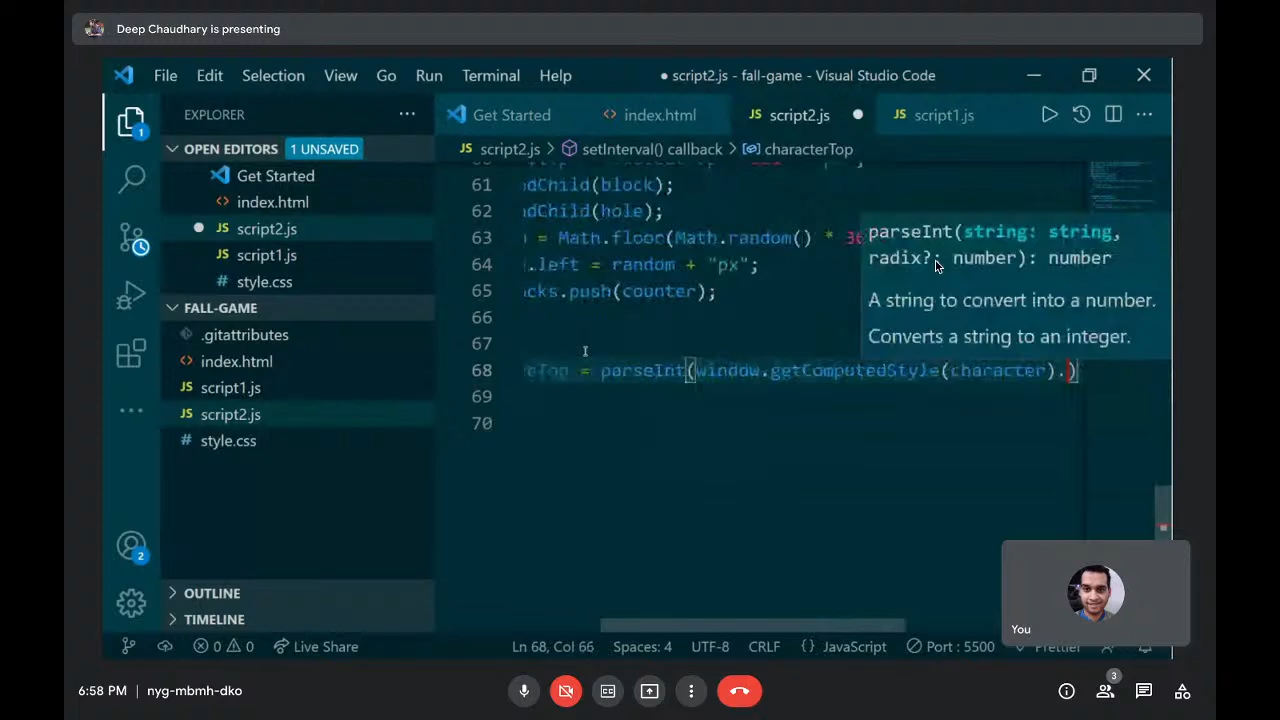 Deep Chaudhary is presenting
File Edit Selection View Go Run Terminal Help
● script2.js - fall-game - Visual Studio Code
EXPLORER ···
Get Started
index.html
JS script2.js
JS script1.js
OPEN EDITORS 1 UNSAVED
script2.js > setInterval() callback > characterTop
Get Started
index.html
JS script2.js
JS script1.js
# style.css
FALL-GAME
.gitattributes
index.html
JS script1.js
JS script2.js
# style.css
OUTLINE
TIMELINE
61 dChild(block);
62 dChild(hole);
63 = Math.floor(Math.random() *
64 .left = random + "px";
65 cks.push(counter);
66
67
68 = parseInt(window.getComputedStyle(character).)
69
70
parseInt(string: string,
radix?: number): number
A string to convert into a number.
Converts a string to an integer.
1
2
You
0 0 Live Share Ln 68, Col 66 Spaces: 4 UTF-8 CRLF {} JavaScript Port : 5500 Prettier
6:58 PM | nyg-mbmh-dko
3